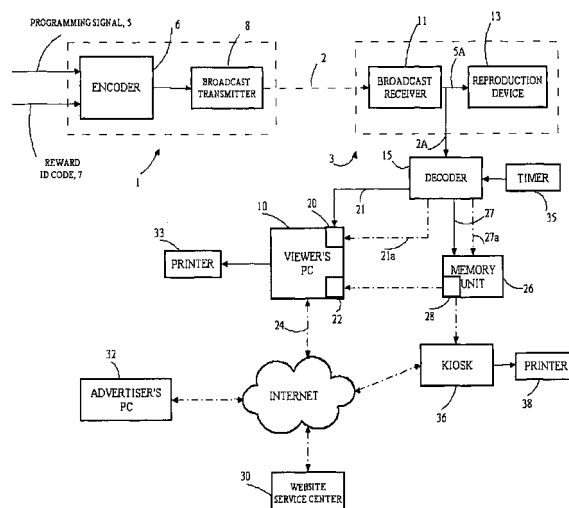 PROGRAMMING SIGNAL, 5
6
8
ENCODER
BROADCAST
TRANSMITTER
REWARD
ID CODE, 7
1
2
11
5A
13
BROADCAST
RECEIVER
REPRODUCTION
DEVICE
3
2A
15
DECODER
TIMER
35
10
20
21
21a
27
27a
33
PRINTER
VIEWER'S
PC
22
MEMORY
UNIT
28
26
24
32
ADVERTISER'S
PC
INTERNET
KIOSK
36
PRINTER
38
30
WEBSITE
SERVICE CENTER